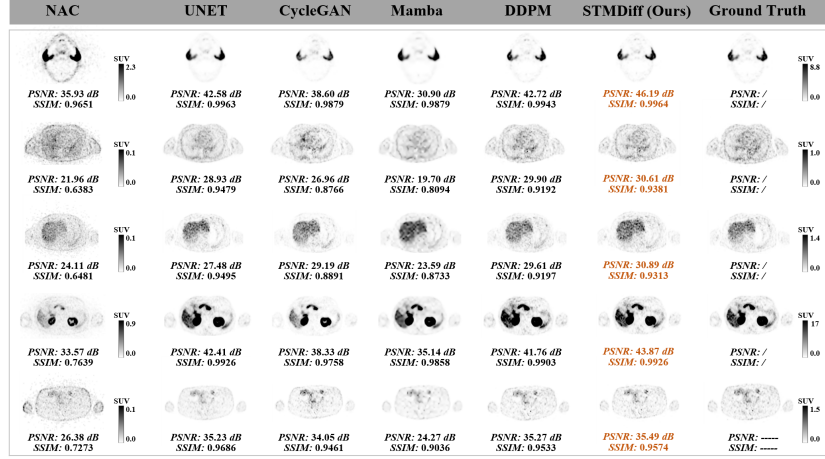 NAC UNET CycleGAN Mamba DDPM STMDiff (Ours) Ground Truth
SUV SUV
2.3 8.8
0.0 0.0
PSNR: 35.93 dB PSNR: 42.58 dB PSNR: 38.60 dB PSNR: 30.90 dB PSNR: 42.72 dB PSNR: 46.19 dB PSNR: /
SSIM: 0.9651 SSIM: 0.9963 SSIM: 0.9879 SSIM: 0.9879 SSIM: 0.9943 SSIM: 0.9964 SSIM: /
SUV SUV
0.1 1.0
0.0 0.0
PSNR: 21.96 dB PSNR: 28.93 dB PSNR: 26.96 dB PSNR: 19.70 dB PSNR: 29.90 dB PSNR: 30.61 dB PSNR: /
SSIM: 0.6383 SSIM: 0.9479 SSIM: 0.8766 SSIM: 0.8094 SSIM: 0.9192 SSIM: 0.9381 SSIM: /
SUV SUV
0.1 1.4
0.0 0.0
PSNR: 24.11 dB PSNR: 27.48 dB PSNR: 29.19 dB PSNR: 23.59 dB PSNR: 29.61 dB PSNR: 30.89 dB PSNR: /
SSIM: 0.6481 SSIM: 0.9495 SSIM: 0.8891 SSIM: 0.8733 SSIM: 0.9197 SSIM: 0.9313 SSIM: /
SUV SUV
0.9 17
0.0 0.0
PSNR: 33.57 dB PSNR: 42.41 dB PSNR: 38.33 dB PSNR: 35.14 dB PSNR: 41.76 dB PSNR: 43.87 dB PSNR: /
SSIM: 0.7639 SSIM: 0.9926 SSIM: 0.9758 SSIM: 0.9858 SSIM: 0.9903 SSIM: 0.9926 SSIM: /
SUV SUV
0.1 1.5
0.0 0.0
PSNR: 26.38 dB PSNR: 35.23 dB PSNR: 34.05 dB PSNR: 24.27 dB PSNR: 35.27 dB PSNR: 35.49 dB PSNR: -----
SSIM: 0.7273 SSIM: 0.9686 SSIM: 0.9461 SSIM: 0.9036 SSIM: 0.9533 SSIM: 0.9574 SSIM: -----